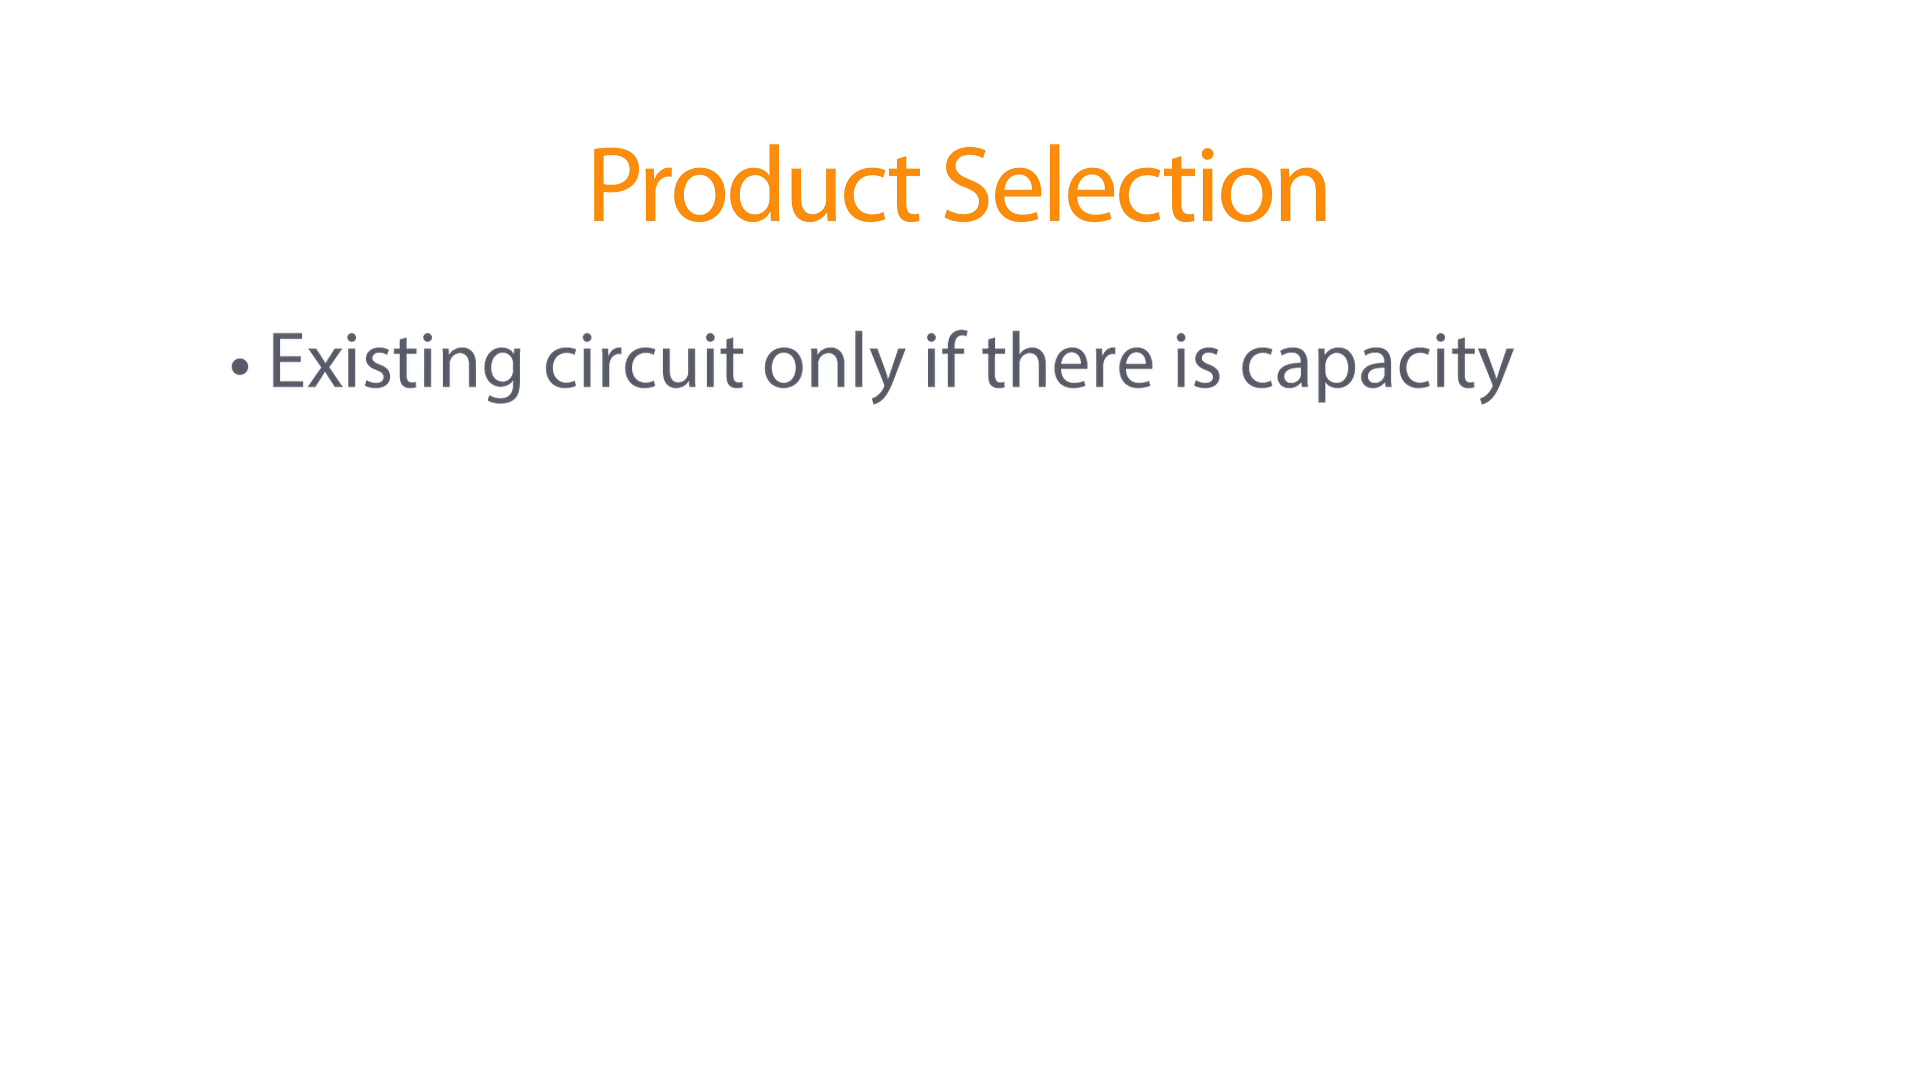 Product Selection
• Existing circuit only if there is capacity